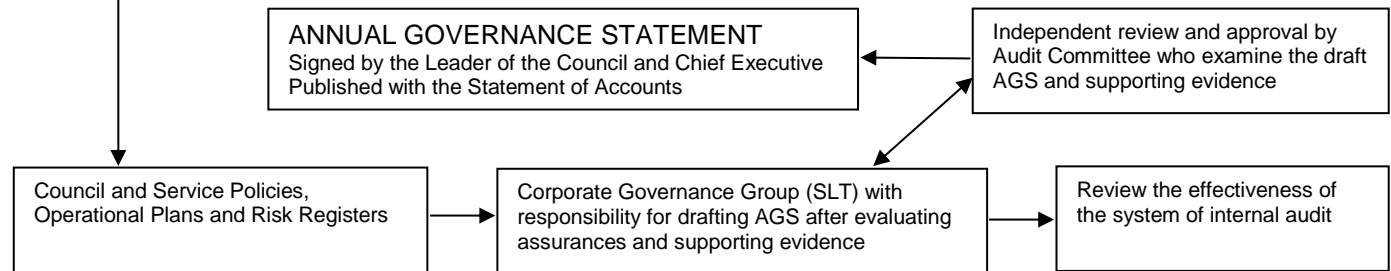 ANNUAL GOVERNANCE STATEMENT
Signed by the Leader of the Council and Chief Executive
Published with the Statement of Accounts
Independent review and approval by
Audit Committee who examine the draft
AGS and supporting evidence
Council and Service Policies,
Operational Plans and Risk Registers
Corporate Governance Group (SLT) with
responsibility for drafting AGS after evaluating
assurances and supporting evidence
Review the effectiveness of
the system of internal audit